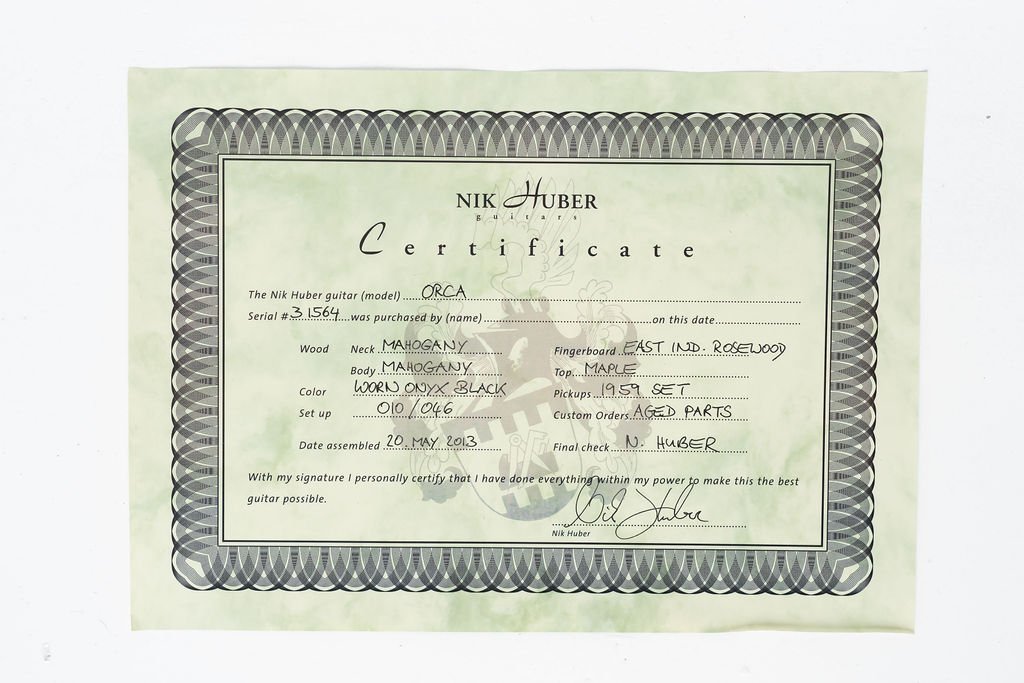 NIK HUBER
guitars
Certificate
The Nik Huber guitar (model) ORCA
Serial # 31564 was purchased by (name) on this date
Wood Neck MAHOGANY Fingerboard EAST IND. ROSEWOOD
Body MAHOGANY Top MAPLE
Color WORN ONYX BLACK Pickups 1959 SET
Set up 010/046 Custom Orders AGED PARTS
Date assembled 20. MAY 2013 Final check N. HUBER
With my signature I personally certify that I have done everything within my power to make this the best
guitar possible.
Nik Huber
Nik Huber